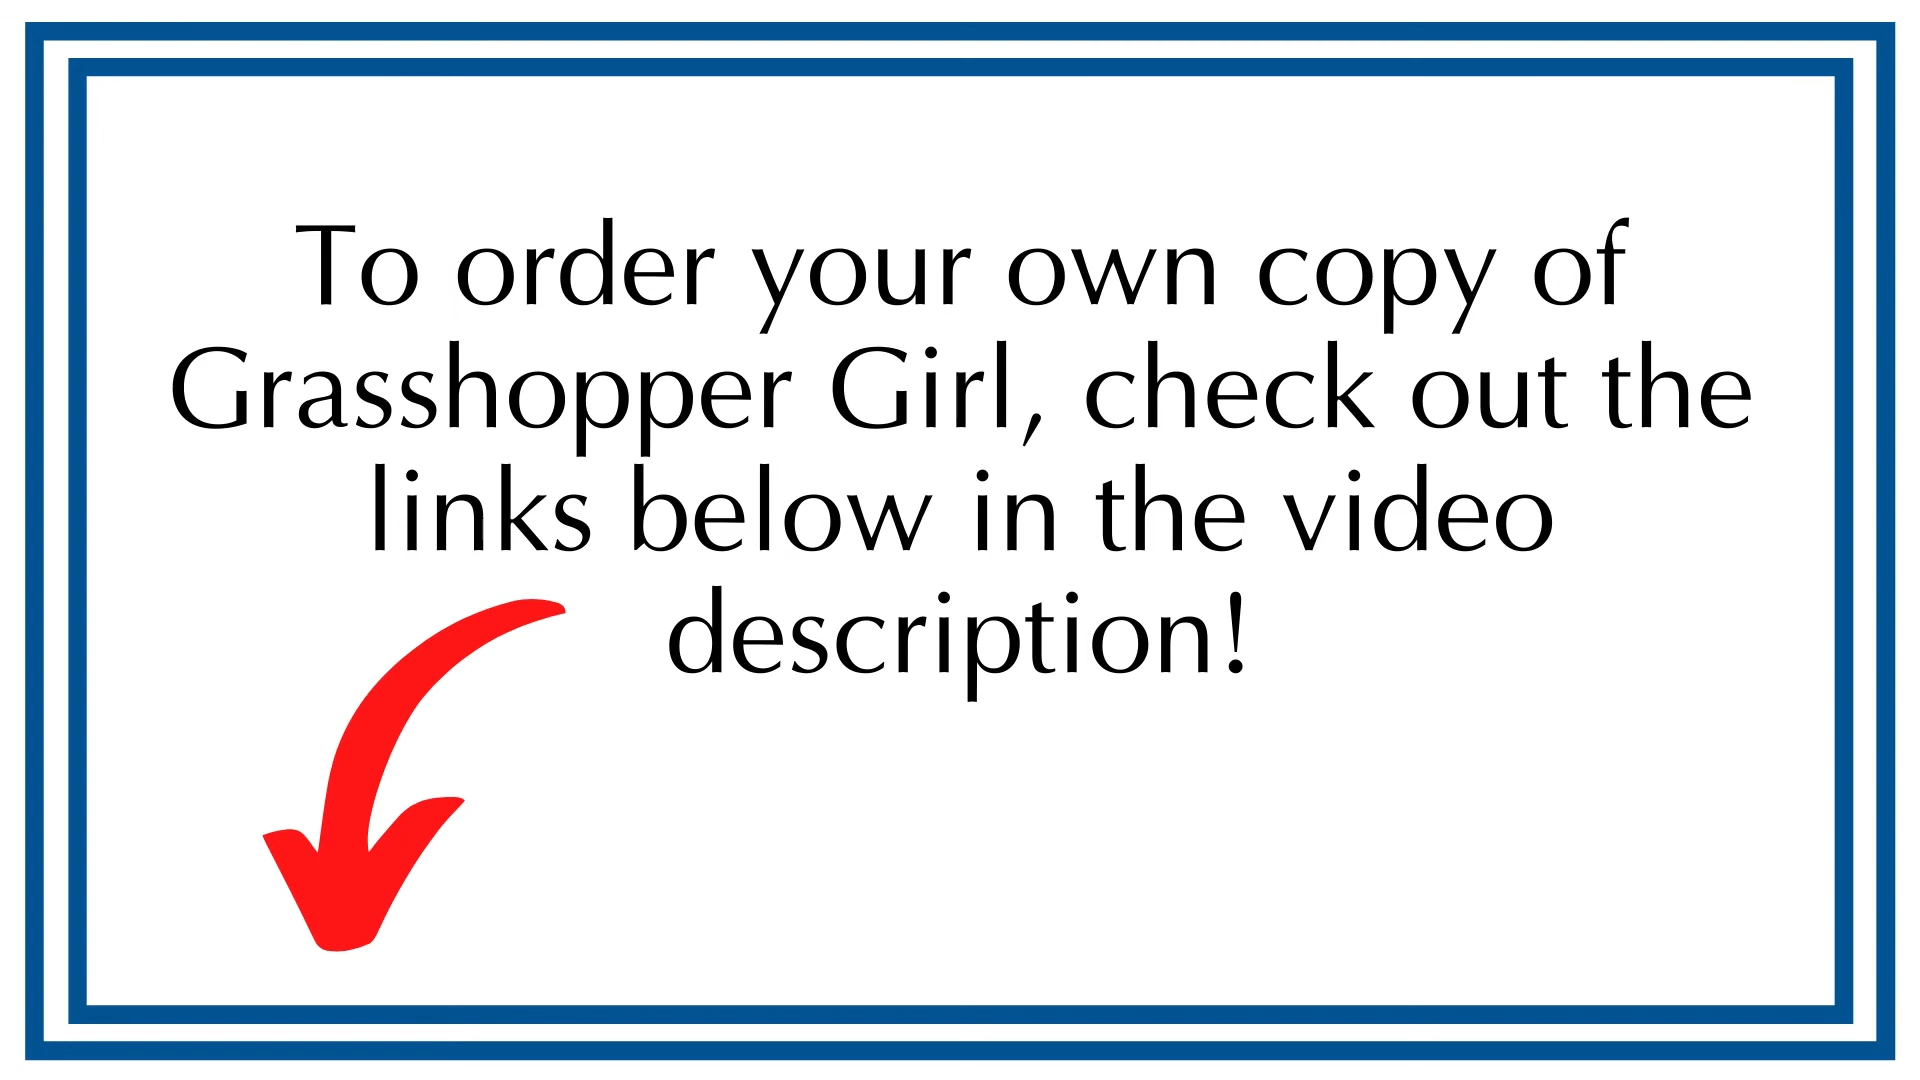 To order your own copy of
Grasshopper Girl, check out the
links below in the video
description!